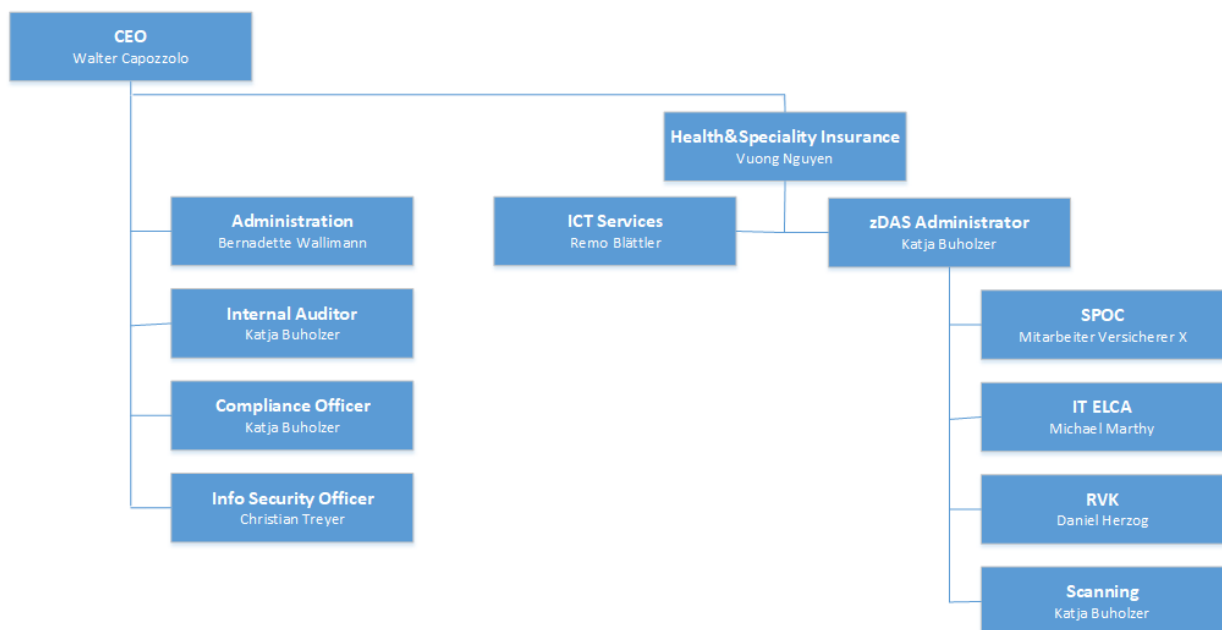 CEO
Walter Capozzolo
Health&Speciality Insurance
Vuong Nguyen
Administration
Bernadette Wallimann
ICT Services
Remo Blättler
zDAS Administrator
Katja Buholzer
Internal Auditor
Katja Buholzer
SPOC
Mitarbeiter Versicherer X
Compliance Officer
Katja Buholzer
IT ELCA
Michael Marthy
Info Security Officer
Christian Treyer
RVK
Daniel Herzog
Scanning
Katja Buholzer